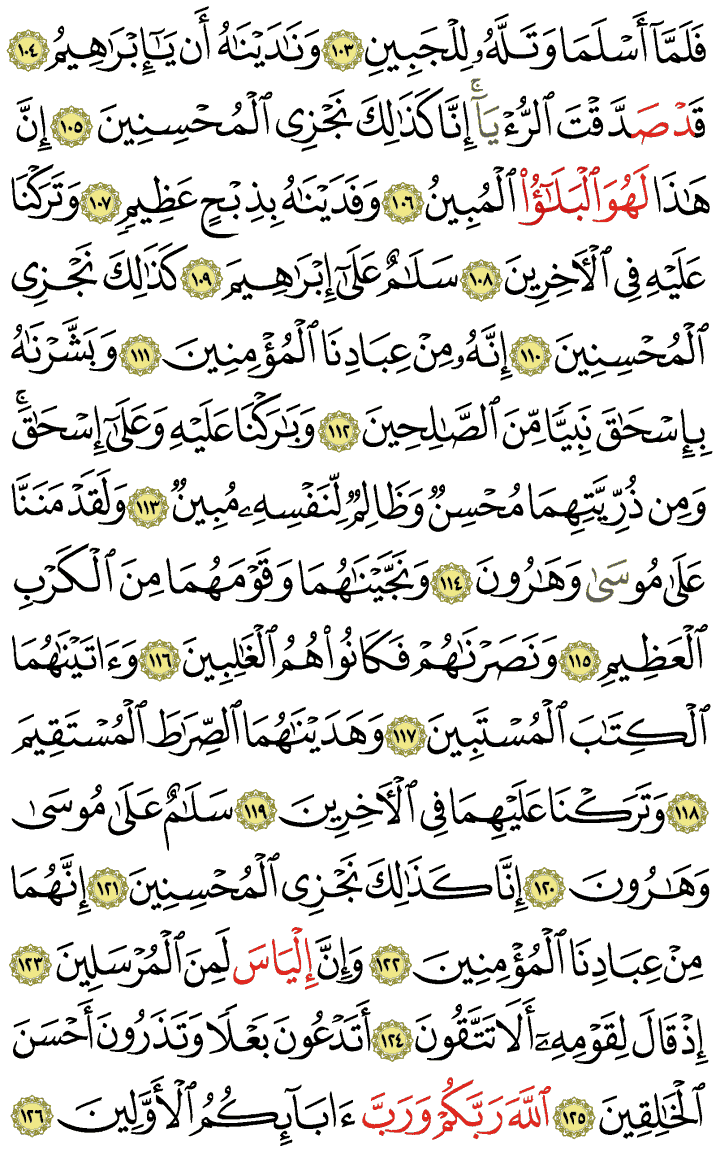 فَلَمَّآ أَسْلَمَا وَتَلَّهُۥ لِلْجَبِينِ ١٠٣ وَنَٰدَيْنَٰهُ أَن يَٰٓإِبْرَٰهِيمُ ١٠٤
قَدْ صَدَّقْتَ ٱلرُّءْيَآۚ إِنَّا كَذَٰلِكَ نَجْزِى ٱلْمُحْسِنِينَ ١٠٥ إِنَّ
هَٰذَا لَهُوَ ٱلْبَلَٰٓؤُا۟ ٱلْمُبِينُ ١٠٦ وَفَدَيْنَٰهُ بِذِبْحٍ عَظِيمٍ ١٠٧ وَتَرَكْنَا
عَلَيْهِ فِى ٱلْأَخِرِينَ ١٠٨ سَلَٰمٌ عَلَىٰٓ إِبْرَٰهِيمَ ١٠٩ كَذَٰلِكَ نَجْزِى
ٱلْمُحْسِنِينَ ١١٠ إِنَّهُۥ مِنْ عِبَادِنَا ٱلْمُؤْمِنِينَ ١١١ وَبَشَّرْنَٰهُ
بِإِسْحَٰقَ نَبِيًّا مِّنَ ٱلصَّٰلِحِينَ ١١٢ وَبَٰرَكْنَا عَلَيْهِ وَعَلَىٰٓ إِسْحَٰقَۚ
وَمِن ذُرِّيَّتِهِمَا مُحْسِنٌ وَظَالِمٌ لِّنَفْسِهِۦ مُبِينٌ ١١٣ وَلَقَدْ مَنَنَّا
عَلَىٰ مُوسَىٰ وَهَٰرُونَ ١١٤ وَنَجَّيْنَٰهُمَا وَقَوْمَهُمَا مِنَ ٱلْكَرْبِ
ٱلْعَظِيمِ ١١٥ وَنَصَرْنَٰهُمْ فَكَانُوا۟ هُمُ ٱلْغَٰلِبِينَ ١١٦ وَءَاتَيْنَٰهُمَا
ٱلْكِتَٰبَ ٱلْمُسْتَبِينَ ١١٧ وَهَدَيْنَٰهُمَا ٱلصِّرَٰطَ ٱلْمُسْتَقِيمَ
١١٨ وَتَرَكْنَا عَلَيْهِمَا فِى ٱلْأَخِرِينَ ١١٩ سَلَٰمٌ عَلَىٰ مُوسَىٰ
وَهَٰرُونَ ١٢٠ إِنَّا كَذَٰلِكَ نَجْزِى ٱلْمُحْسِنِينَ ١٢١ إِنَّهُمَا
مِنْ عِبَادِنَا ٱلْمُؤْمِنِينَ ١٢٢ وَإِنَّ إِلْيَاسَ لَمِنَ ٱلْمُرْسَلِينَ ١٢٣
إِذْ قَالَ لِقَوْمِهِۦٓ أَلَا تَتَّقُونَ ١٢٤ أَتَدْعُونَ بَعْلًا وَتَذَرُونَ أَحْسَنَ
ٱلْخَٰلِقِينَ ١٢٥ ٱللَّهَ رَبَّكُمْ وَرَبَّ ءَابَآئِكُمُ ٱلْأَوَّلِينَ ١٢٦